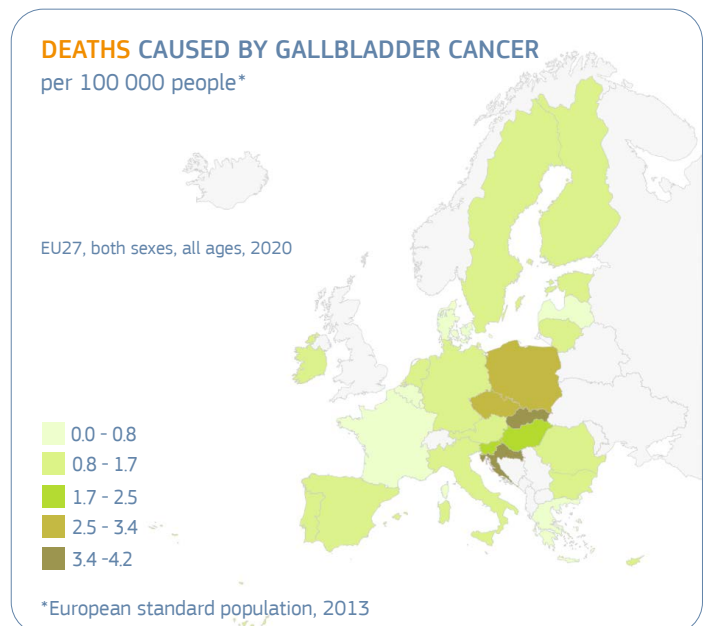 DEATHS CAUSED BY GALLBLADDER CANCER
per 100 000 people*
EU27, both sexes, all ages, 2020
0.0 - 0.8
0.8 - 1.7
1.7 - 2.5
2.5 - 3.4
3.4 -4.2
*European standard population, 2013